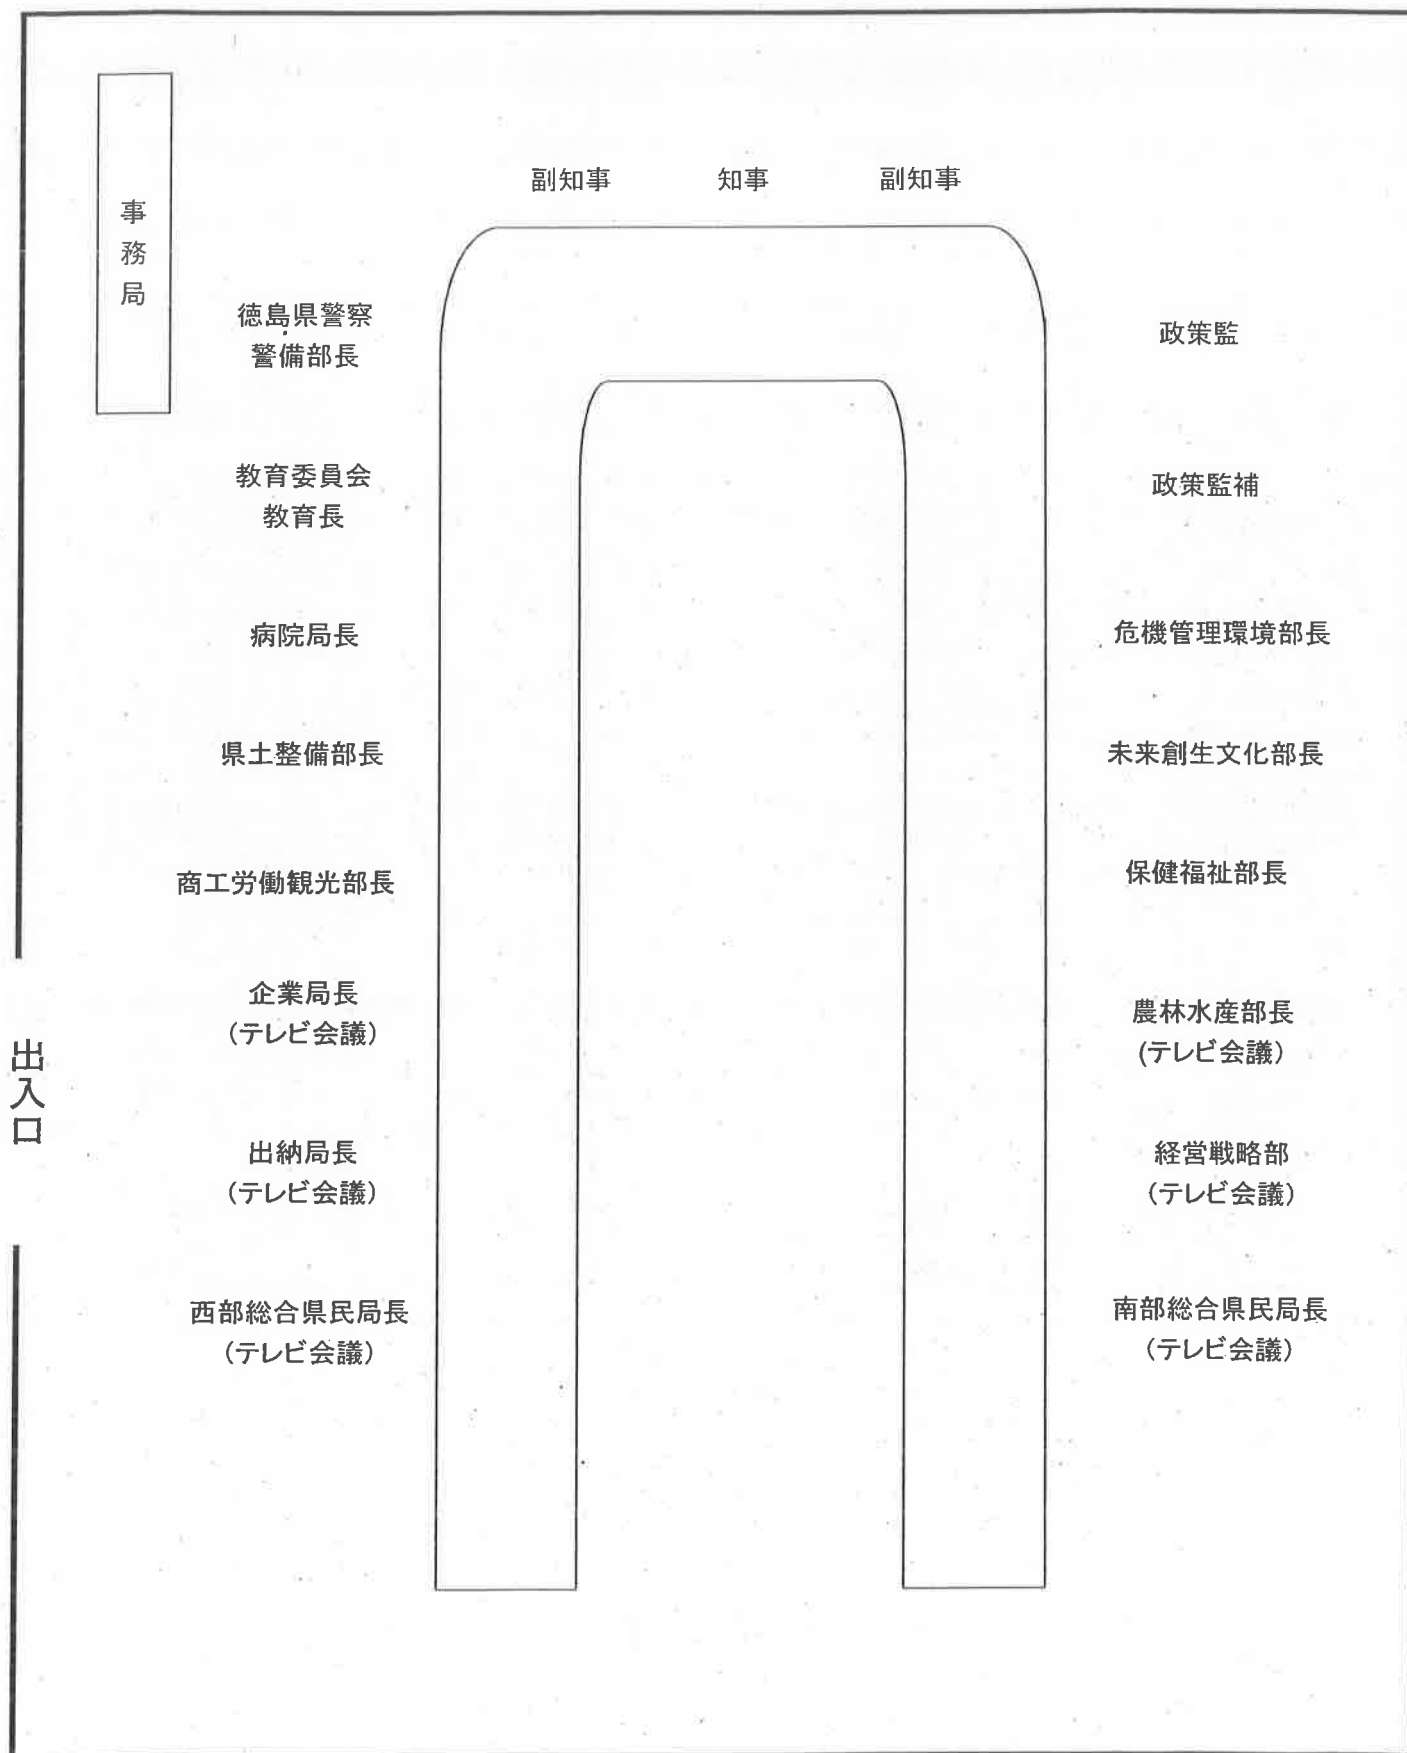 事務局
副知事 知事 副知事
徳島県警察
警備部長
政策監
教育委員会
教育長
政策監補
病院局長
危機管理環境部長
県土整備部長
未来創生文化部長
商工労働観光部長
保健福祉部長
企業局長
(テレビ会議)
農林水産部長
(テレビ会議)
出入口
出納局長
(テレビ会議)
経営戦略部
(テレビ会議)
西部総合県民局長
(テレビ会議)
南部総合県民局長
(テレビ会議)